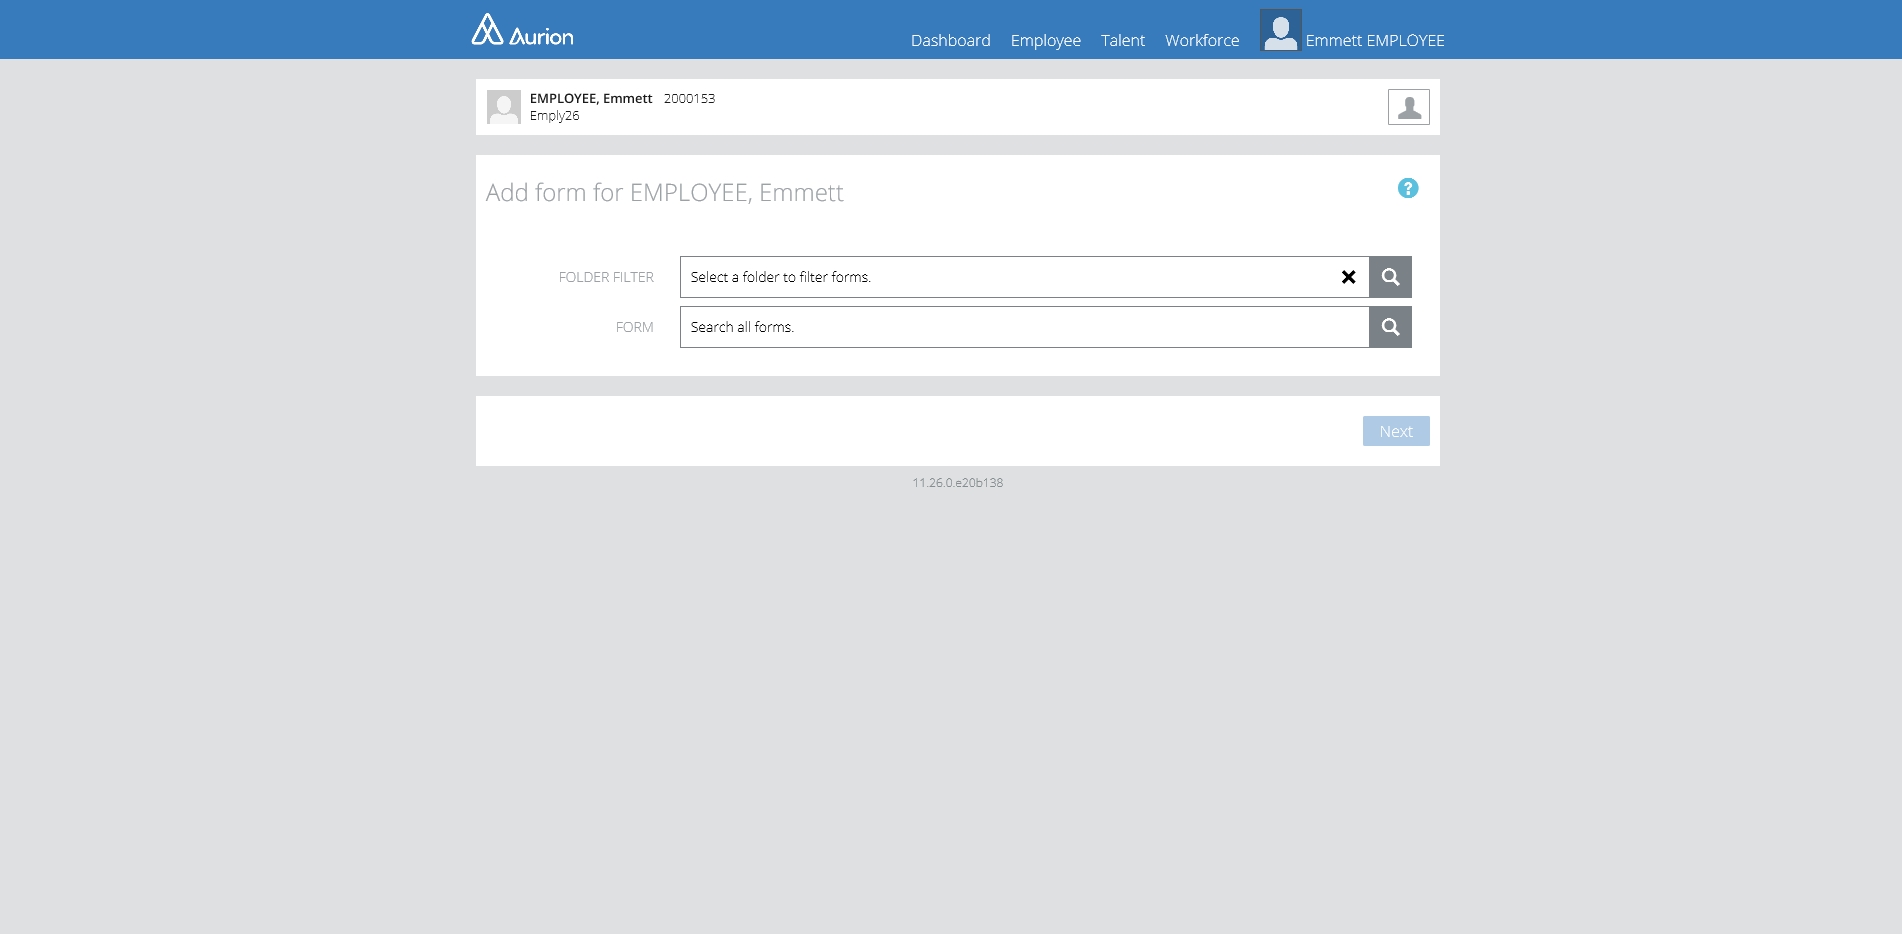 Aurion
Dashboard Employee Talent Workforce Emmett EMPLOYEE
EMPLOYEE, Emmett 2000153
Emply26
Add form for EMPLOYEE, Emmett
?
FOLDER FILTER Select a folder to filter forms.
FORM Search all forms.
Next
11.26.0.e20b138